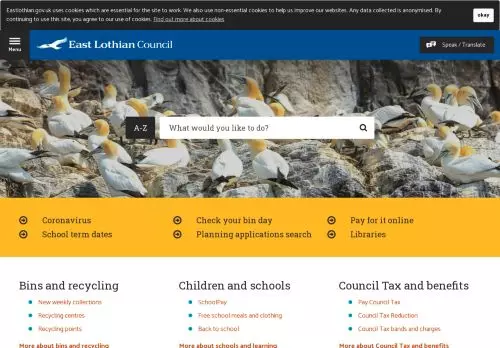 Eastlothian.gov.uk uses cookies which are essential for the site to work. We also use non-essential cookies to help us improve our websites. Any data collected is anonymised. By
continuing to use this site, you agree to our use of cookies. Find out more about cookies
okay
Menu
East Lothian Council
Speak / Translate
A-Z
What would you like to do?
Coronavirus
Check your bin day
Pay for it online
School term dates
Planning applications search
Libraries
Bins and recycling
Children and schools
Council Tax and benefits
New weekly collections
SchoolPay
Pay Council Tax
Recycling centres
Free school meals and clothing
Council Tax Reduction
Recycling points
Back to school
Council Tax bands and charges
More about bins and recycling
More about schools and learning
More about Council Tax and benefits